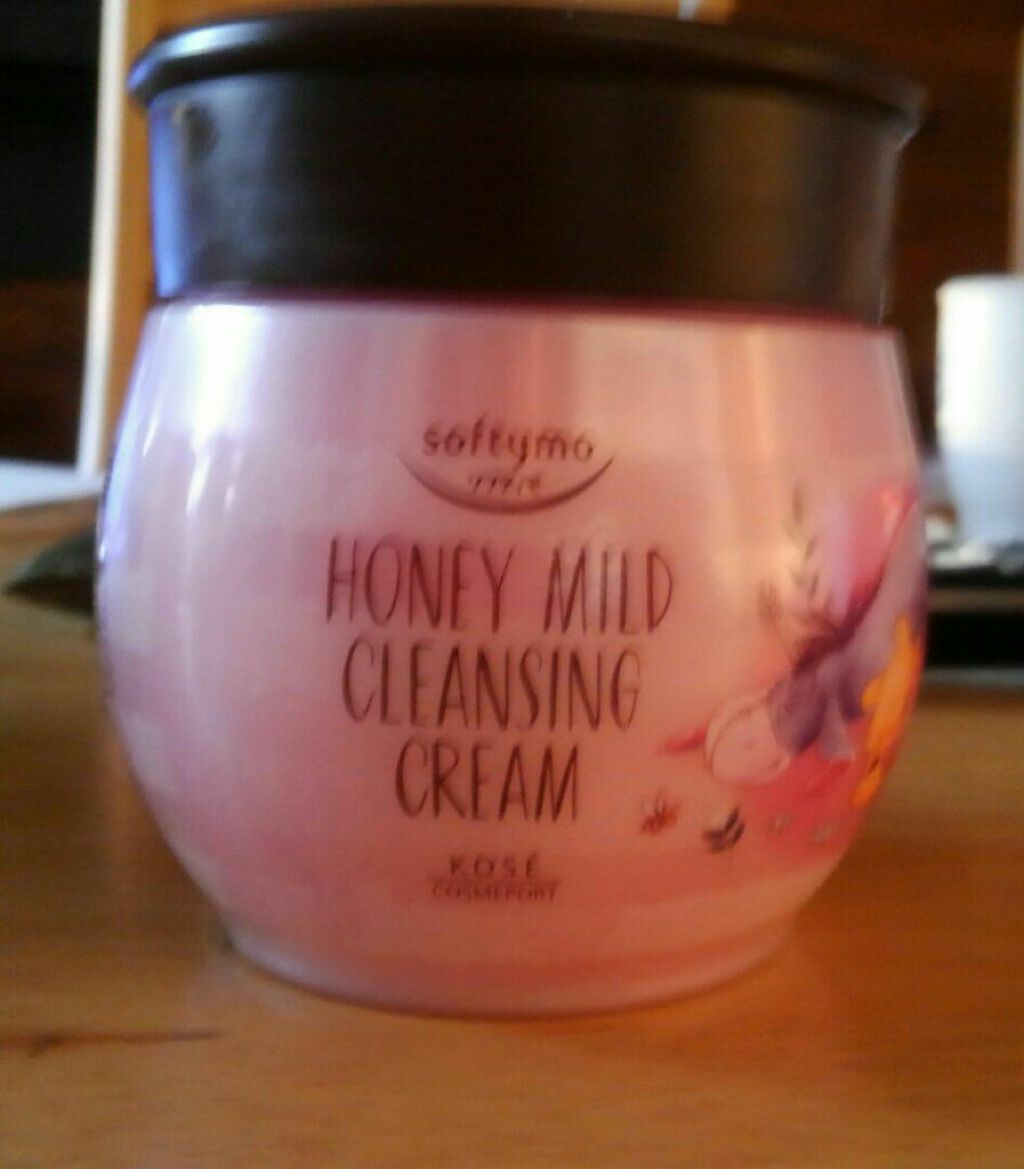 softymo
HONEY MILD
CLEANSING
CREAM
KOSÉ
COSMEPORT